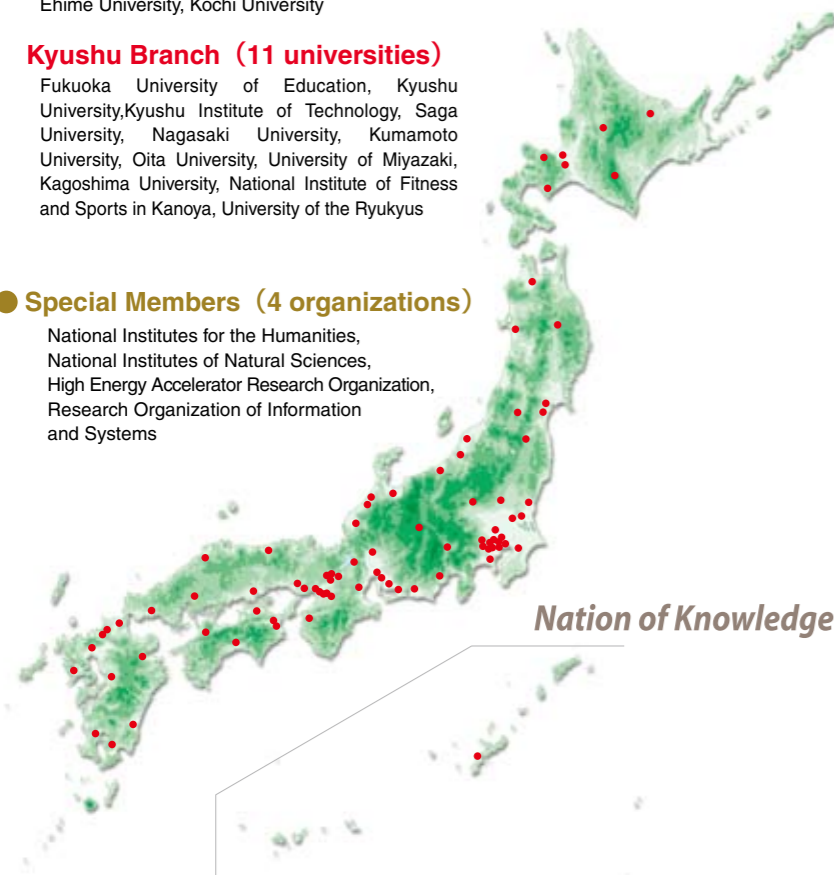 Ehime University, Kochi University
Kyushu Branch（11 universities）
Fukuoka University of Education, Kyushu
University,Kyushu Institute of Technology, Saga
University, Nagasaki University, Kumamoto
University, Oita University, University of Miyazaki,
Kagoshima University, National Institute of Fitness
and Sports in Kanoya, University of the Ryukyus
Special Members（4 organizations）
National Institutes for the Humanities,
National Institutes of Natural Sciences,
High Energy Accelerator Research Organization,
Research Organization of Information
and Systems
Nation of Knowledge